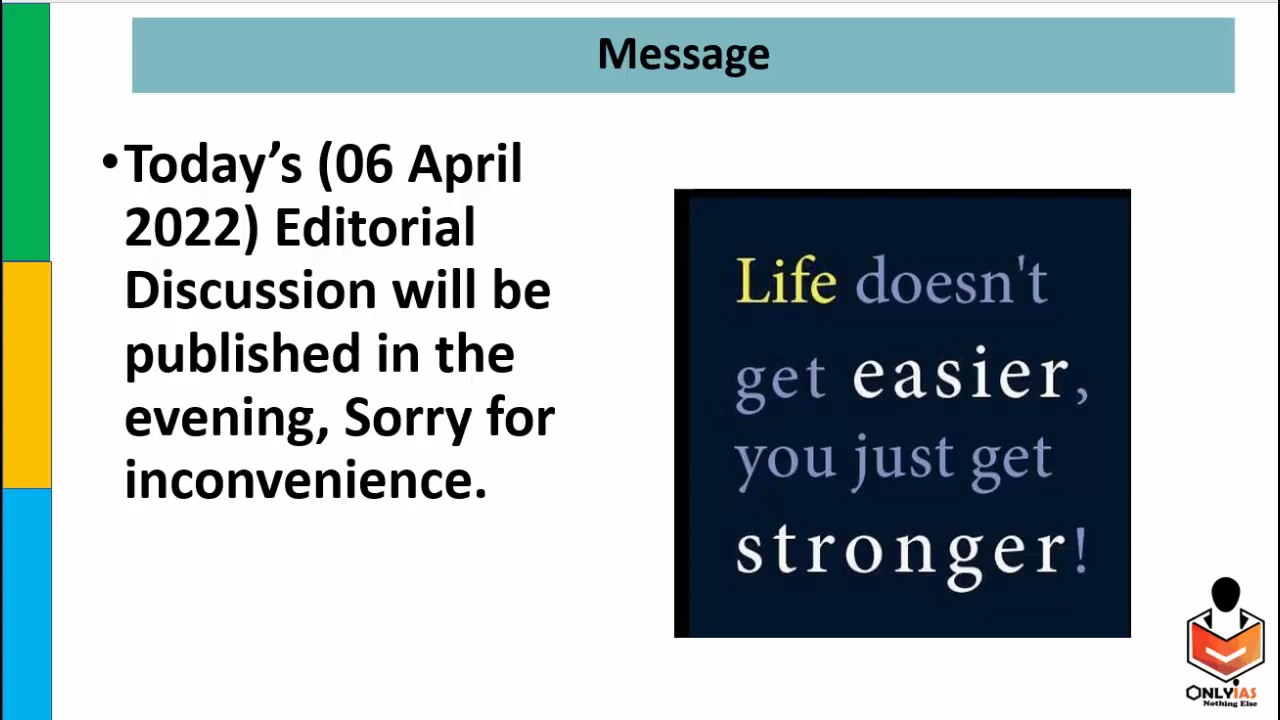 Message
•Today’s (06 April
2022) Editorial
Discussion will be
published in the
evening, Sorry for
inconvenience.
Life doesn't
get easier,
you just get
stronger!
ONLYIAS
Nothing Else